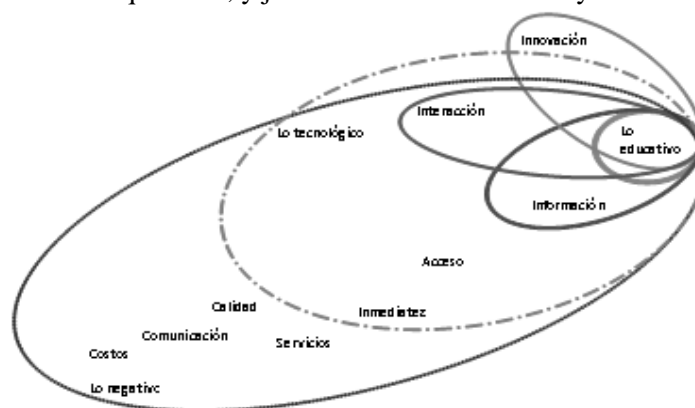 Innovación
Interacción
Lo tecnológico
Lo
educativo
Información
Acceso
Calidad
Inmediatez
Comunicación
Servicios
Costos
Lo negativo